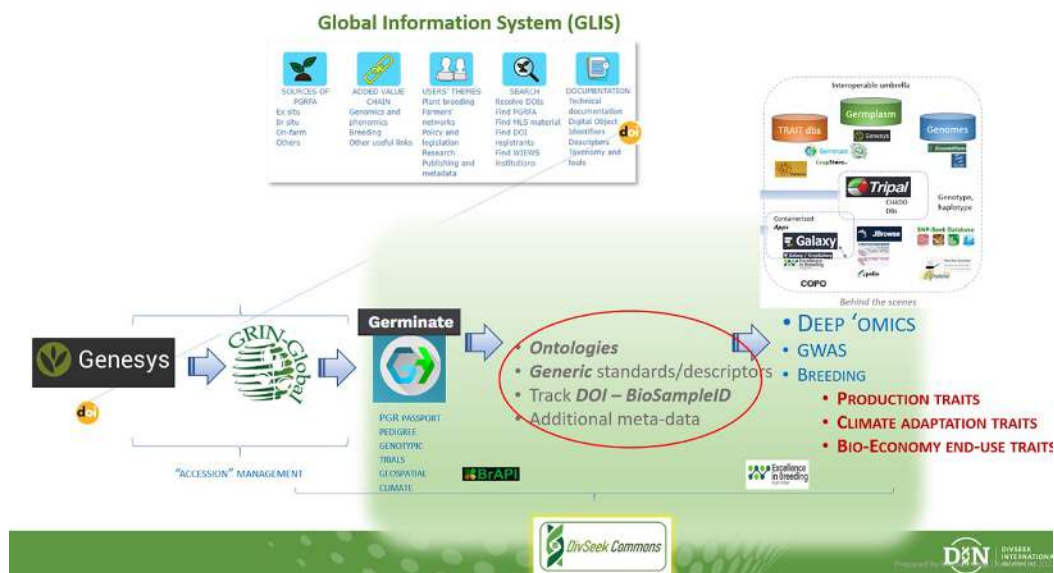 Global Information System (GLIS)
SOURCES OF
PGRFA
Ex situ
In situ
On-farm
Others
ADDED VALUE
CHAIN
Genomics and
phenomics
Breeding
Other useful links
USERS' THEMES
Plant breeding
Farmers'
networks
Policy and
legislation
Research
Publishing and
metadata
SEARCH
Resolve DOIs
Find PGRFA
Find MLS material
Find DOI
registrants
Find WIEWS
institutions
DOCUMENTATION
Technical
documentation
Digital Object
Identifiers
Descriptors
Taxonomy and
tools
doi
Interoperable umbrella
TRAIT dbs
Germplasm
Genomes
Genesys
Germinate
CropStore
Tripal
CHADO
DBs
Genotype,
haplotype
Containerised
Apps
Galaxy
JBrowse
SNP-Seek Database
Excellence
in Breeding
Apollo
COPO
Behind the scenes
Genesys
doi
GRIN-Global
"ACCESSION" MANAGEMENT
Germinate
PGR PASSPORT
PEDIGREE
GENOTYPIC
TRIALS
GEOSPATIAL
CLIMATE
• Ontologies
• Generic standards/descriptors
• Track DOI – BioSampleID
• Additional meta-data
BrAPI
Excellence
in Breeding
• DEEP 'OMICS
• GWAS
• BREEDING
• PRODUCTION TRAITS
• CLIMATE ADAPTATION TRAITS
• BIO-ECONOMY END-USE TRAITS
DivSeek Commons
DIVSEEK
INTERNATIONAL